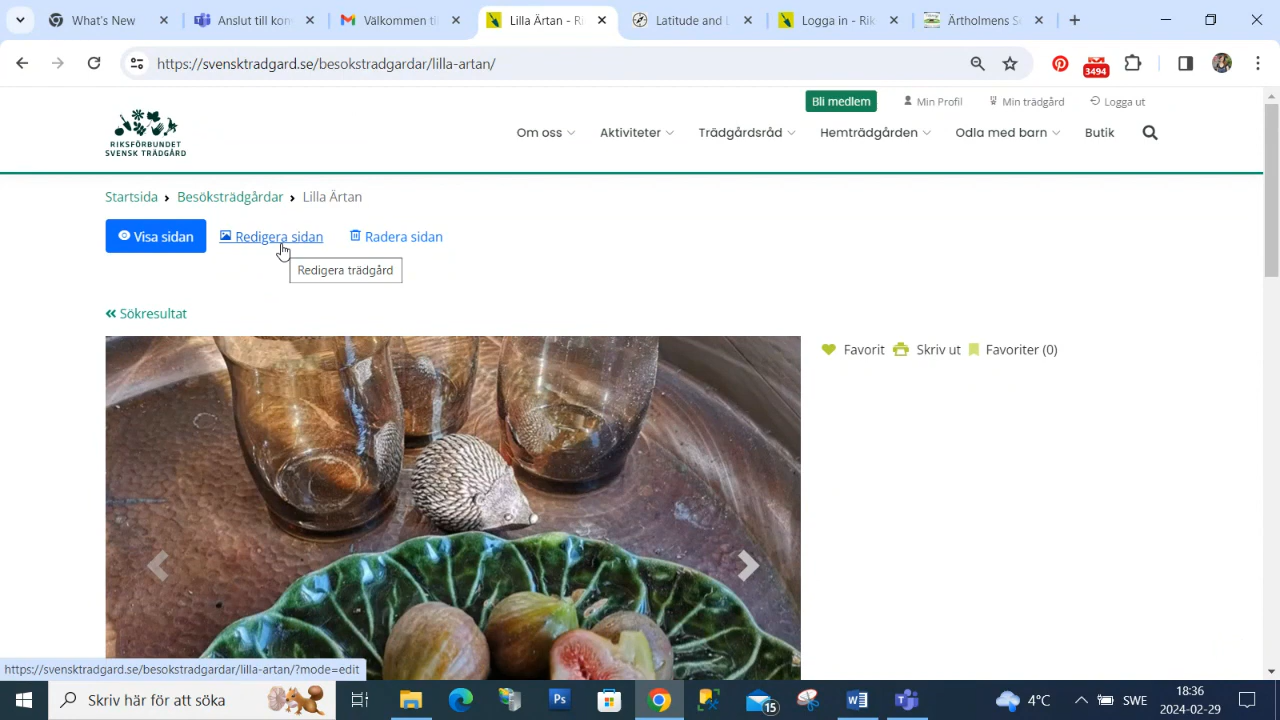 What's New
Anslut till kon
Välkommen ti
Lilla Ärtan - Ri
Latitude and L
Logga in - Rik
Ärtholmens S
https://svensktradgard.se/besokstradgardar/lilla-artan/
3494
Bli medlem
Min Profil
Min trädgård
Logga ut
RIKSFÖRBUNDET
SVENSK TRÄDGÅRD
Om oss
Aktiviteter
Trädgårdsråd
Hemträdgården
Odla med barn
Butik
Startsida › Besöksträdgårdar › Lilla Ärtan
Visa sidan
Redigera sidan
Radera sidan
Redigera trädgård
« Sökresultat
Favorit
Skriv ut
Favoriter (0)
https://svensktradgard.se/besokstradgardar/lilla-artan/?mode=edit
Skriv här för att söka
Ps
15
4°C
SWE
18:36
2024-02-29